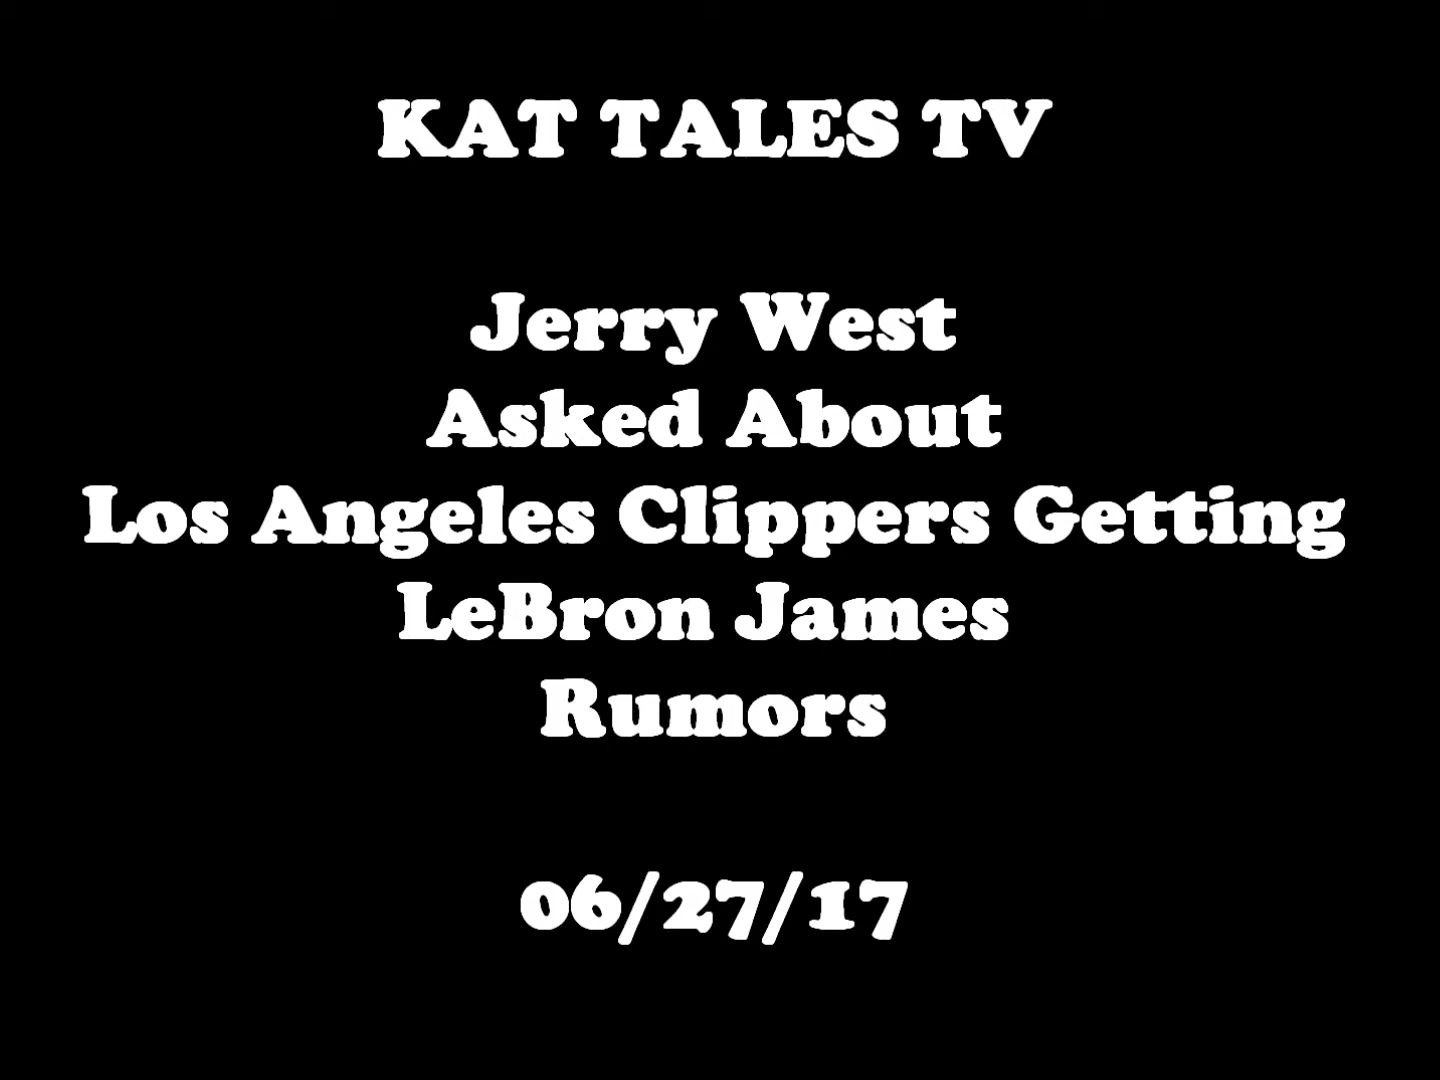 KAT TALES TV
Jerry West
Asked About
Los Angeles Clippers Getting
LeBron James
Rumors
06/27/17